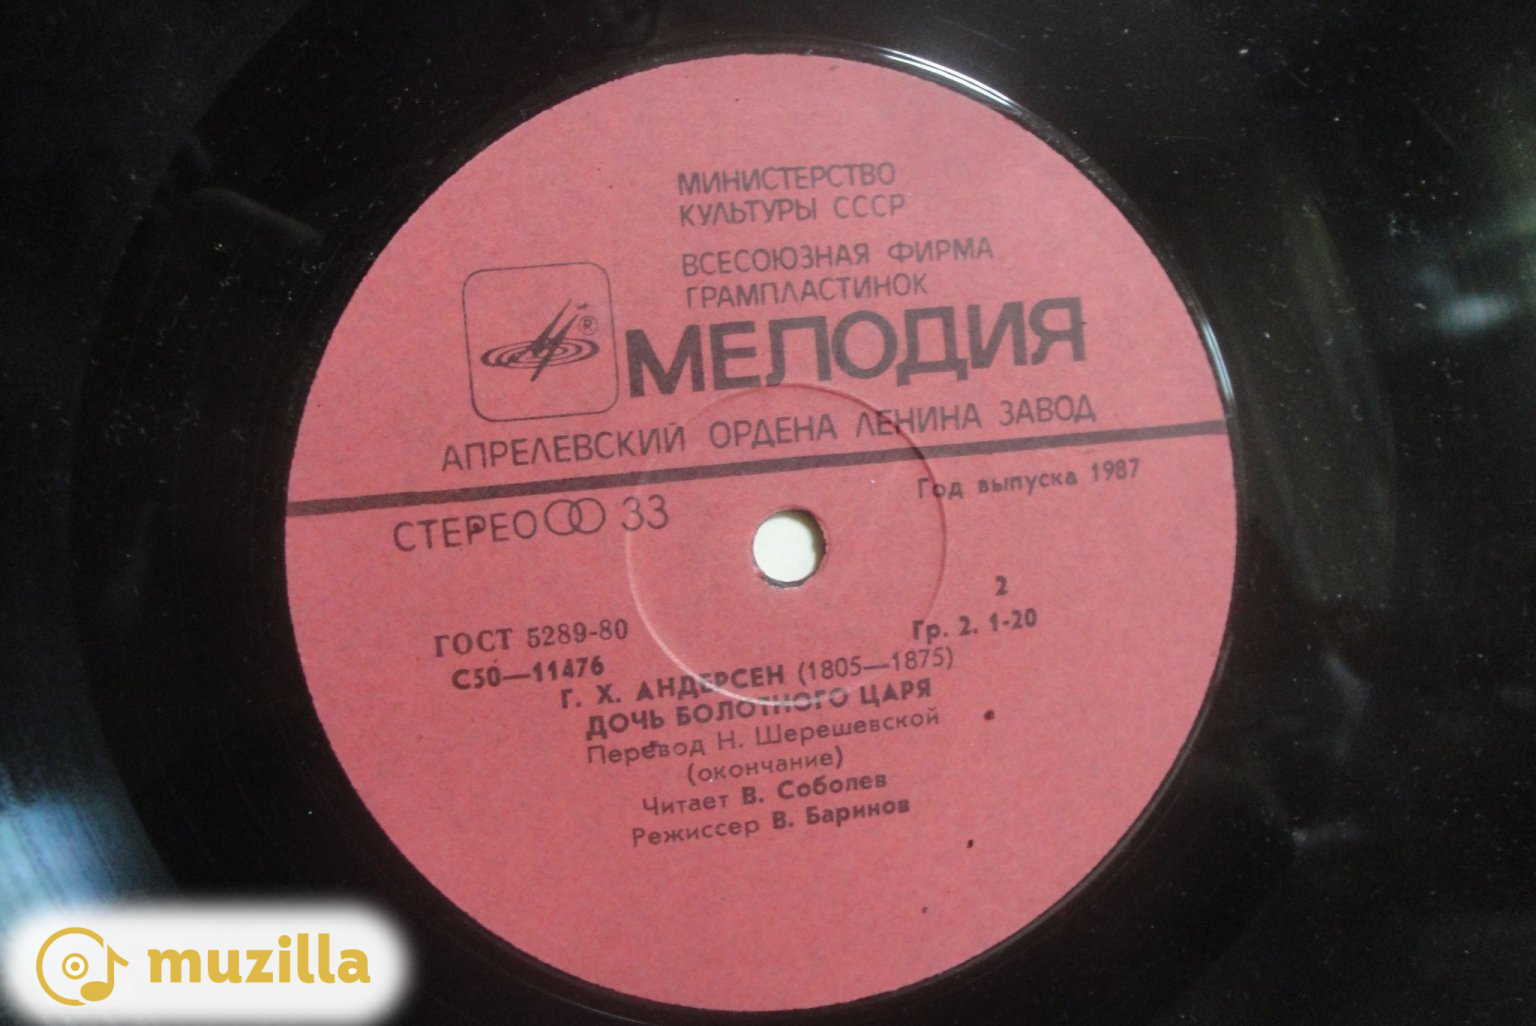 МИНИСТЕРСТВО
КУЛЬТУРЫ СССР
ВСЕСОЮЗНАЯ ФИРМА
ГРАМПЛАСТИНОК
®
МЕЛОДИЯ
АПРЕЛЕВСКИЙ ОРДЕНА ЛЕНИНА ЗАВОД
СТЕРЕО 33
Год выпуска 1987
2
ГОСТ 5289-80
Гр. 2. 1-20
С50—11476
Г. Х. АНДЕРСЕН (1805—1875)
ДОЧЬ БОЛОТНОГО ЦАРЯ
Перевод Н. Шерешевской
(окончание)
Читает В. Соболев
Режиссер В. Баринов
muzilla